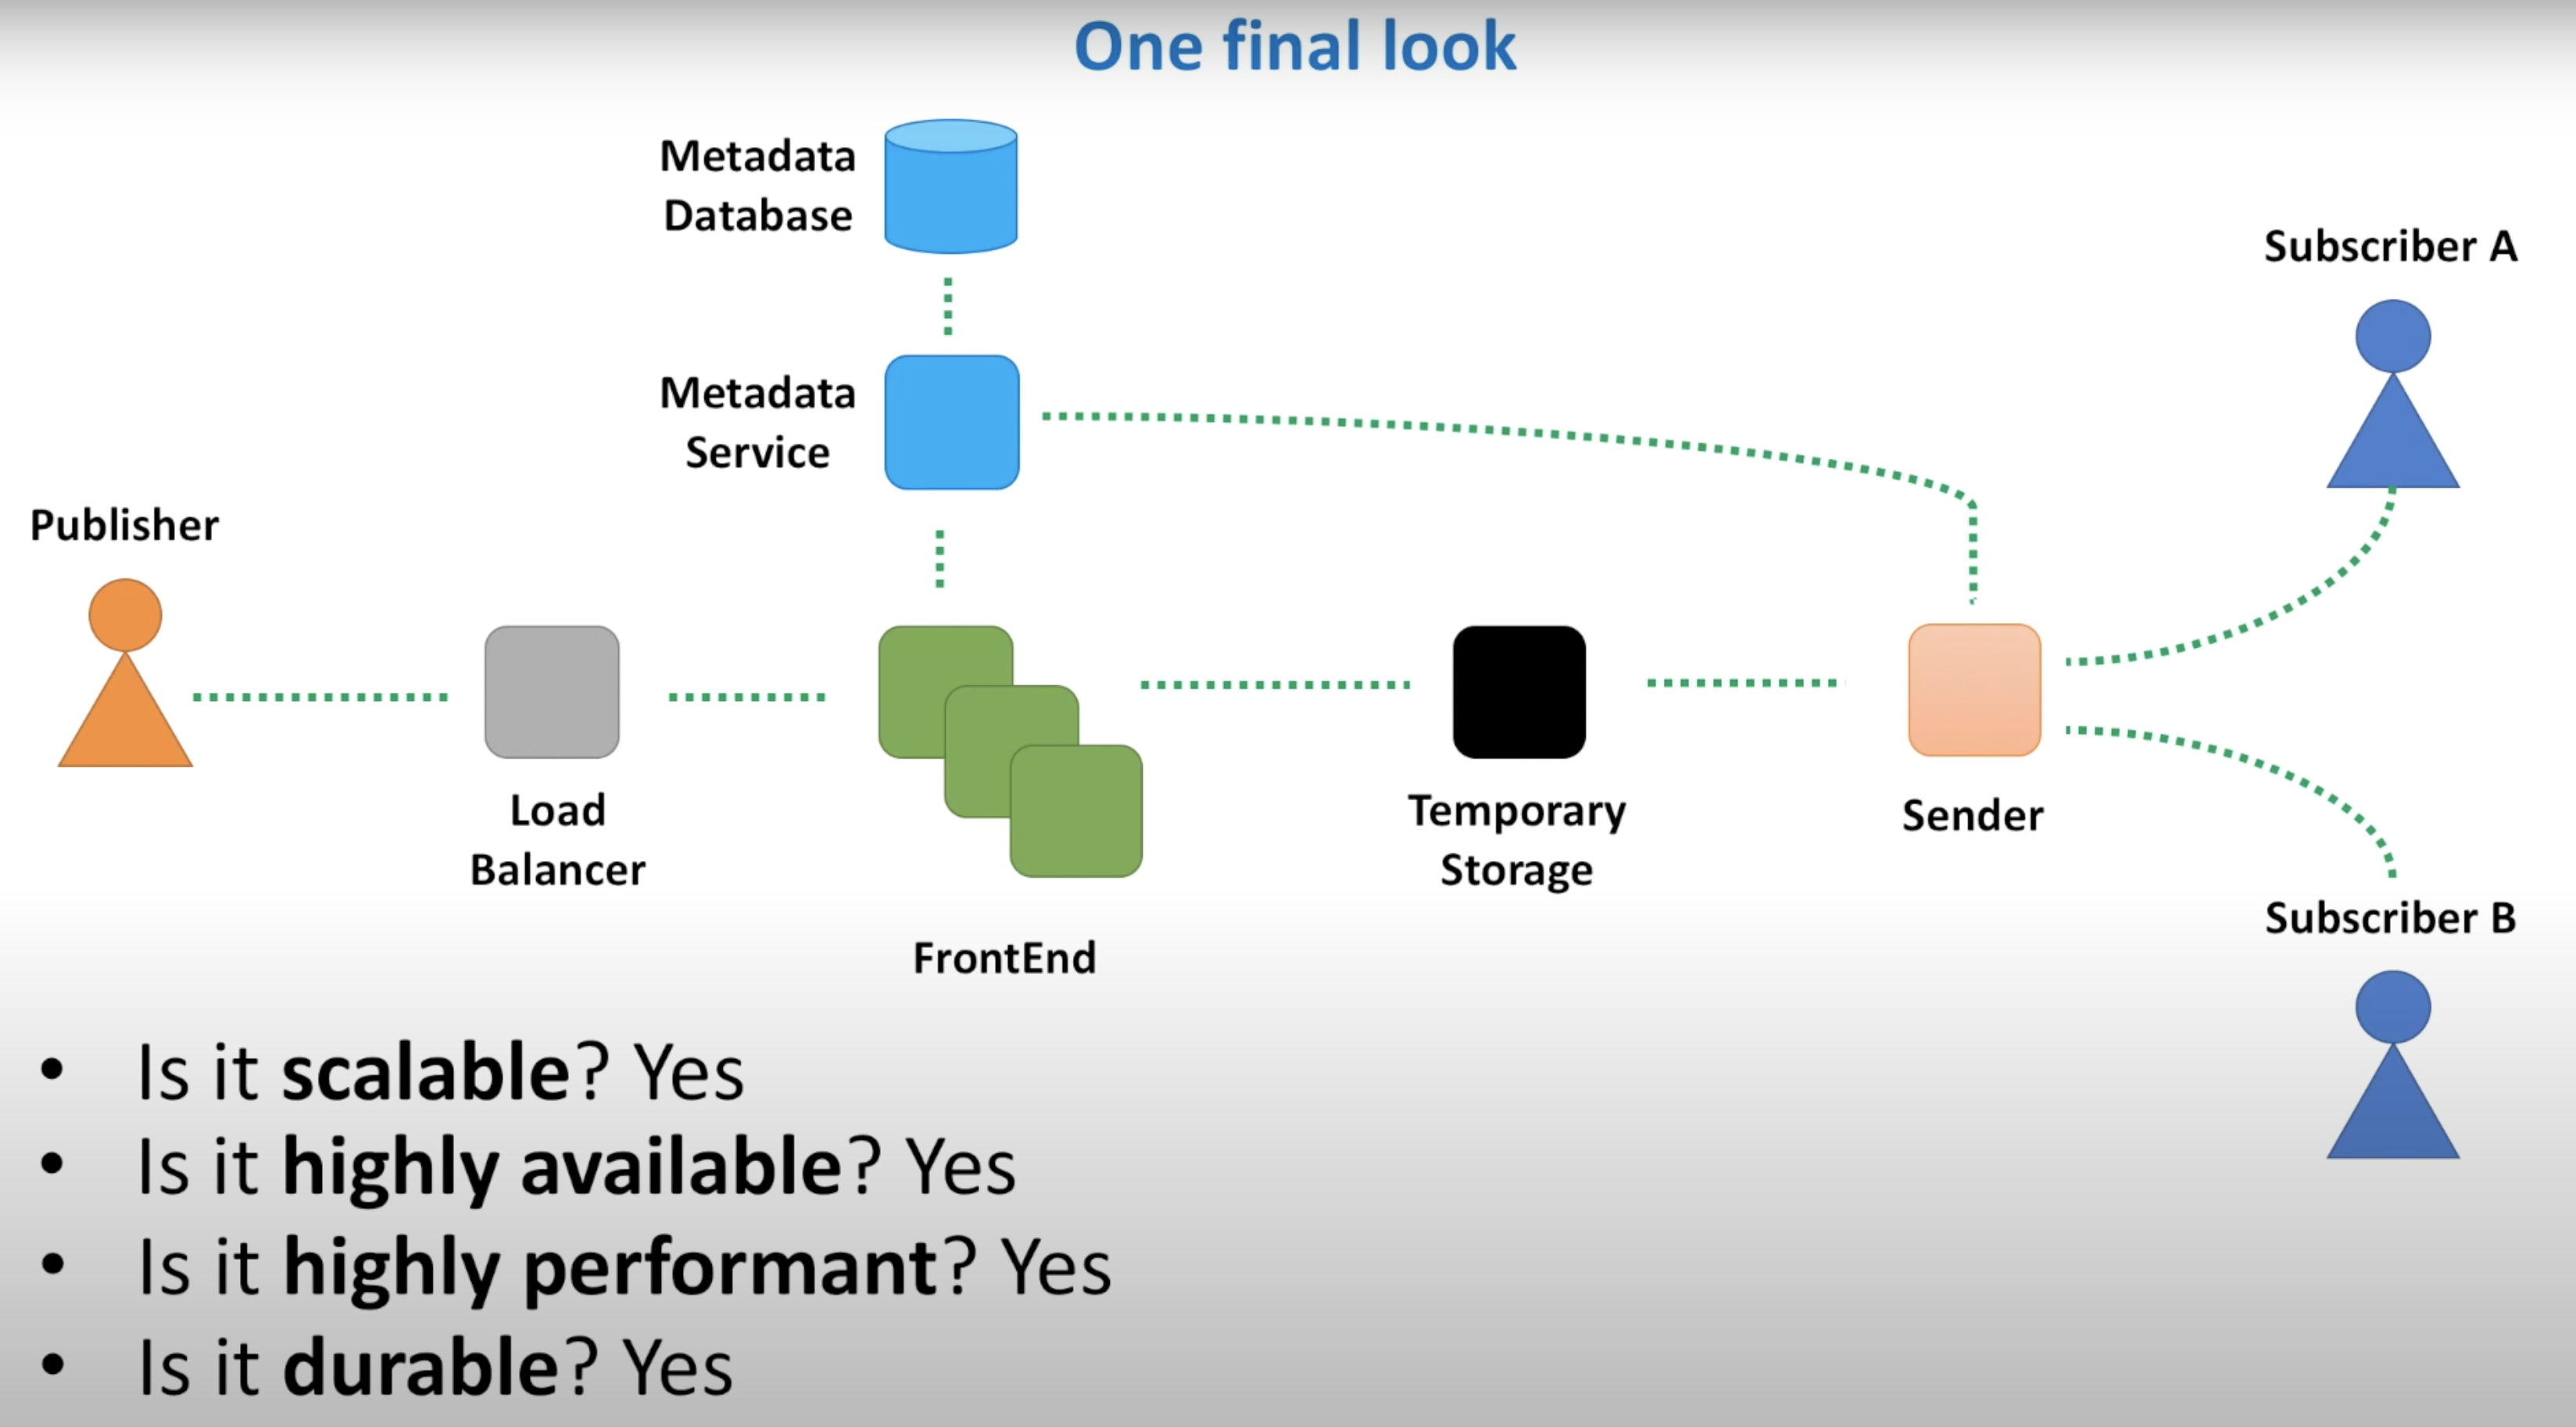 One final look
Metadata
Database
Metadada
Service
Subscriber A
Publisher
Load
Balancer
FrontEnd
Temporary
Storage
Sender
Subscriber B
• Is it scalable? Yes
• Is it highly available? Yes
• Is it highly performant? Yes
• Is it durable? Yes